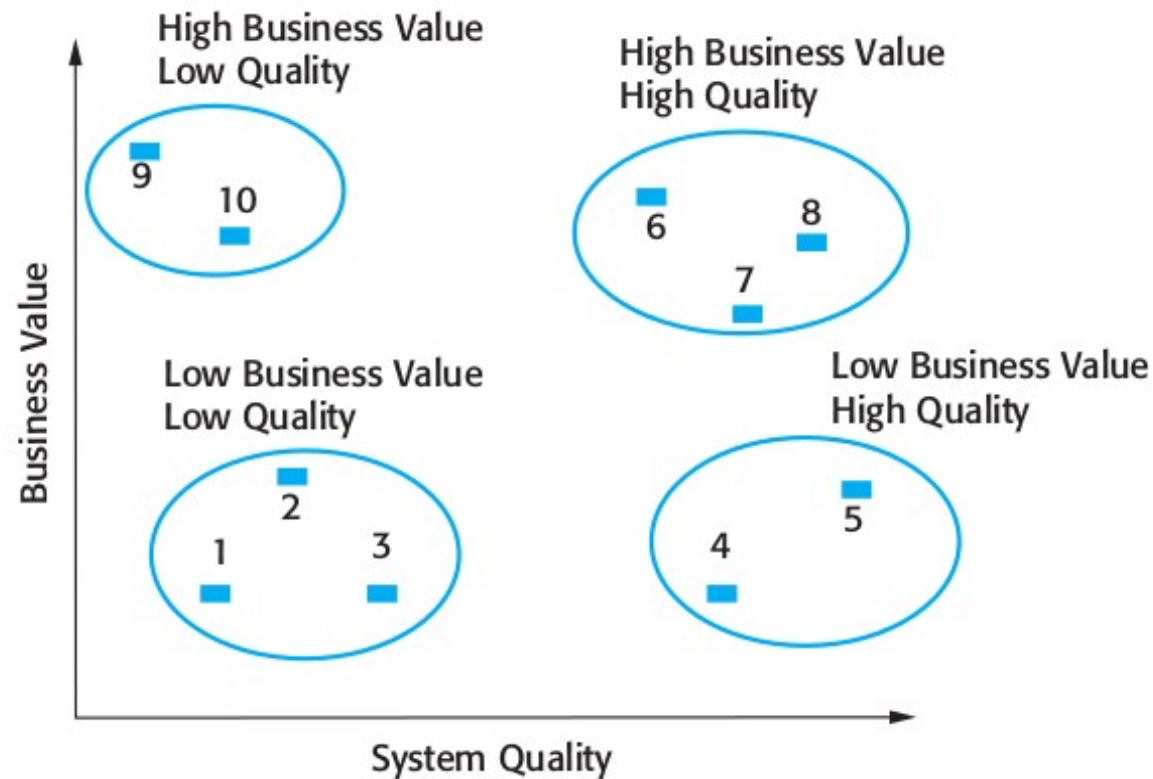 High Business Value
Low Quality
High Business Value
High Quality
9
10
6
8
7
Business Value
Low Business Value
Low Quality
Low Business Value
High Quality
2
5
1
3
4
System Quality